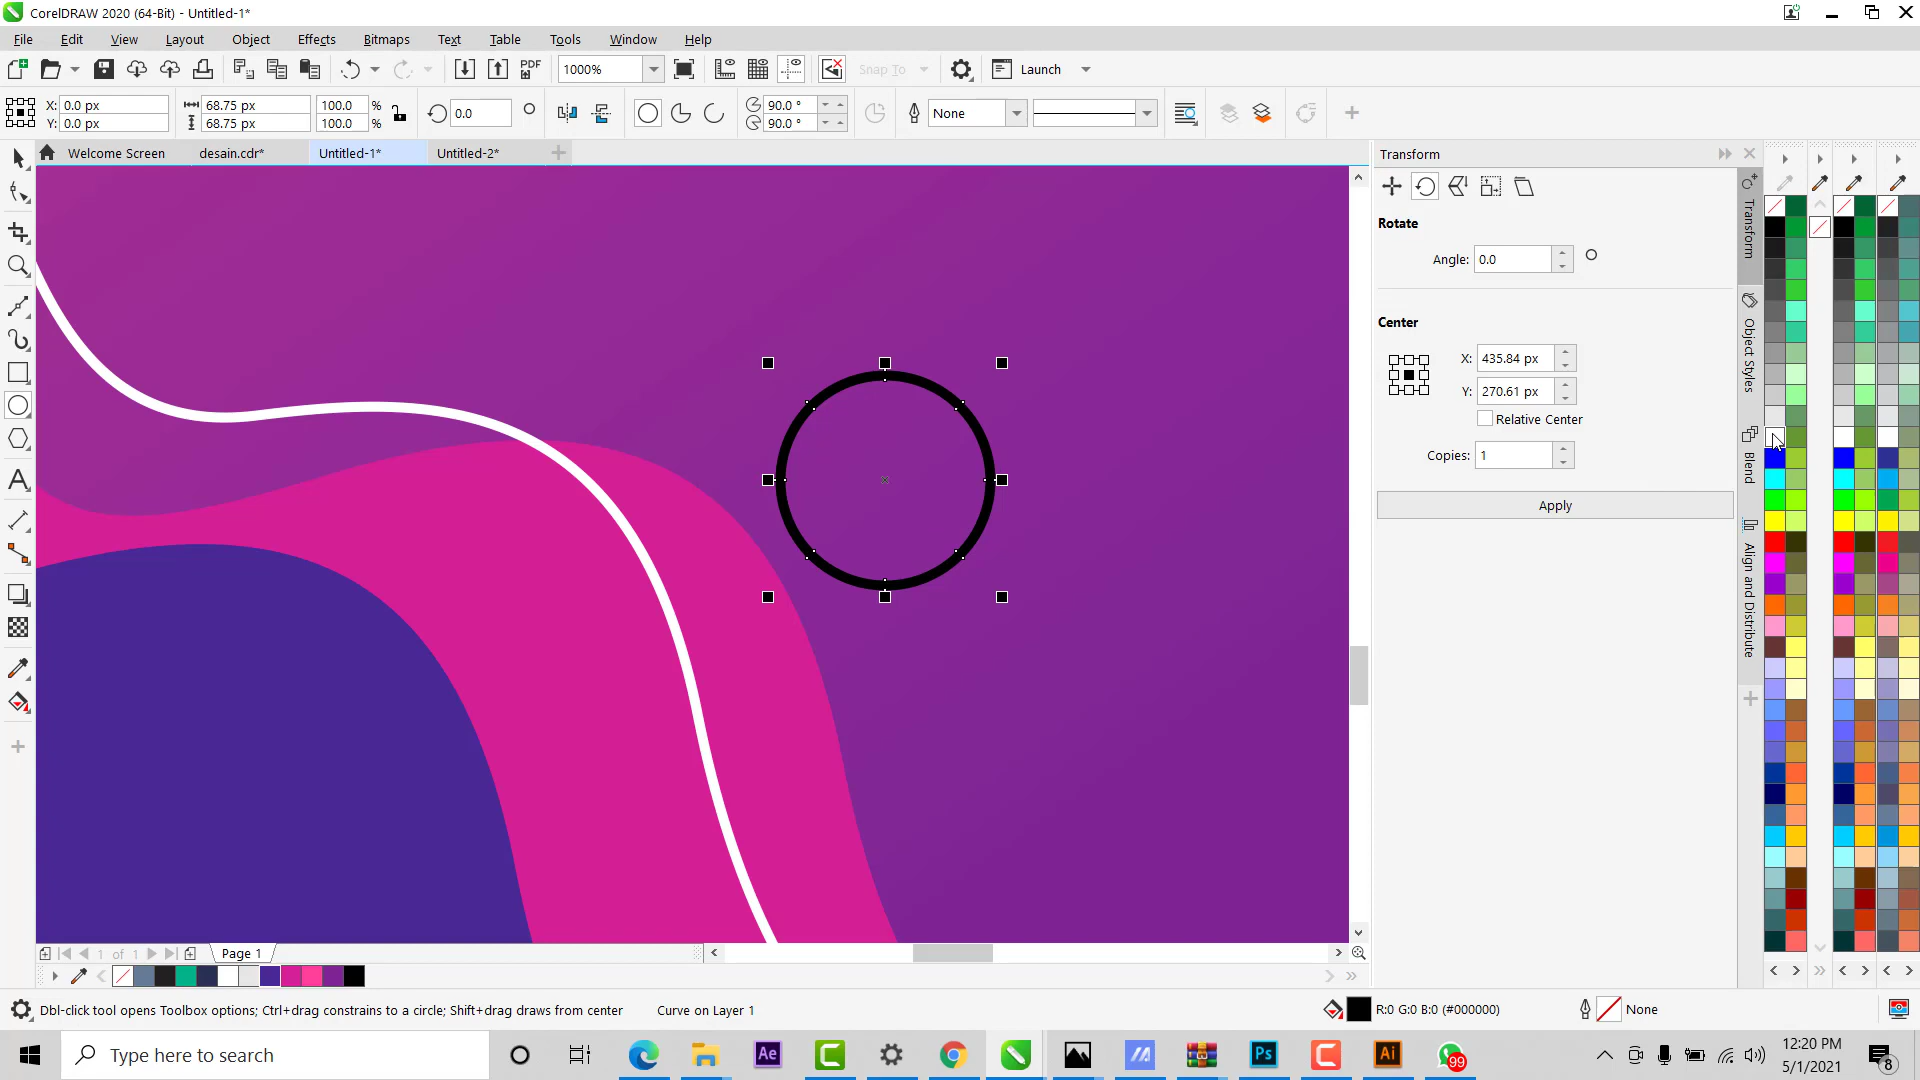 CorelDRAW 2020 (64-Bit) - Untitled-1*
File Edit View Layout Object Effects Bitmaps Text Table Tools Window Help
PDF 1000% Snap To Launch
X: 0.0 px 68.75 px 100.0 % 0.0 90.0 ° None
Y: 0.0 px 68.75 px 100.0 % 90.0 °
Welcome Screen desain.cdr* Untitled-1* Untitled-2*
Transform
Rotate
Angle: 0.0
Center
X: 435.84 px
Y: 270.61 px
Relative Center
Copies: 1
Apply
Transform
Object Styles
Blend
Align and Distribute
1 of 1 Page 1
Dbl-click tool opens Toolbox options; Ctrl+drag constrains to a circle; Shift+drag draws from center Curve on Layer 1 R:0 G:0 B:0 (#000000) None
Type here to search Ae Ps Ai 99 12:20 PM
5/1/2021 8